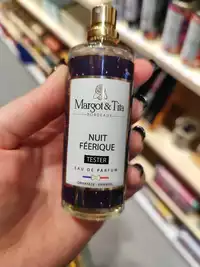 Margot & Tita
BORDEAUX
NUIT
FÉERIQUE
TESTER
EAU DE PARFUM